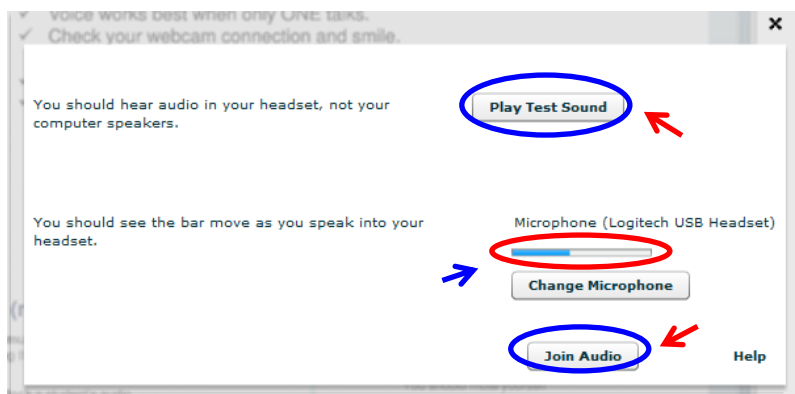 ✓ Voice works best when only ONE talks.
✓ Check your webcam connection and smile.
You should hear audio in your headset, not your
computer speakers.
Play Test Sound
You should see the bar move as you speak into your
headset.
Microphone (Logitech USB Headset)
Change Microphone
Join Audio
Help